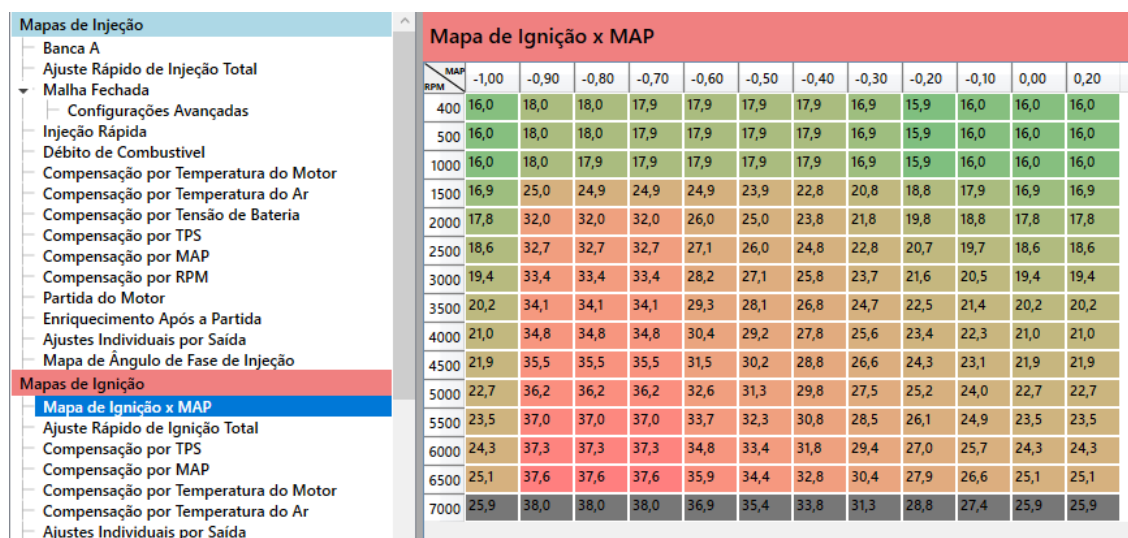 Mapas de Injeção
Banca A
Ajuste Rápido de Injeção Total
Malha Fechada
Configurações Avançadas
Injeção Rápida
Débito de Combustivel
Compensação por Temperatura do Motor
Compensação por Temperatura do Ar
Compensação por Tensão de Bateria
Compensação por TPS
Compensação por MAP
Compensação por RPM
Partida do Motor
Enriquecimento Após a Partida
Ajustes Individuais por Saída
Mapa de Ângulo de Fase de Injeção
Mapas de Ignição
Mapa de Ignição x MAP
Ajuste Rápido de Ignição Total
Compensação por TPS
Compensação por MAP
Compensação por Temperatura do Motor
Compensação por Temperatura do Ar
Ajustes Individuais por Saída
Mapa de Ignição x MAP
MAP RPM -1,00 -0,90 -0,80 -0,70 -0,60 -0,50 -0,40 -0,30 -0,20 -0,10 0,00 0,20
400 16,0 18,0 18,0 17,9 17,9 17,9 17,9 16,9 15,9 16,0 16,0 16,0
500 16,0 18,0 18,0 17,9 17,9 17,9 17,9 16,9 15,9 16,0 16,0 16,0
1000 16,0 18,0 17,9 17,9 17,9 17,9 17,9 16,9 15,9 16,0 16,0 16,0
1500 16,9 25,0 24,9 24,9 24,9 23,9 22,8 20,8 18,8 17,9 16,9 16,9
2000 17,8 32,0 32,0 32,0 26,0 25,0 23,8 21,8 19,8 18,8 17,8 17,8
2500 18,6 32,7 32,7 32,7 27,1 26,0 24,8 22,8 20,7 19,7 18,6 18,6
3000 19,4 33,4 33,4 33,4 28,2 27,1 25,8 23,7 21,6 20,5 19,4 19,4
3500 20,2 34,1 34,1 34,1 29,3 28,1 26,8 24,7 22,5 21,4 20,2 20,2
4000 21,0 34,8 34,8 34,8 30,4 29,2 27,8 25,6 23,4 22,3 21,0 21,0
4500 21,9 35,5 35,5 35,5 31,5 30,2 28,8 26,6 24,3 23,1 21,9 21,9
5000 22,7 36,2 36,2 36,2 32,6 31,3 29,8 27,5 25,2 24,0 22,7 22,7
5500 23,5 37,0 37,0 37,0 33,7 32,3 30,8 28,5 26,1 24,9 23,5 23,5
6000 24,3 37,3 37,3 37,3 34,8 33,4 31,8 29,4 27,0 25,7 24,3 24,3
6500 25,1 37,6 37,6 37,6 35,9 34,4 32,8 30,4 27,9 26,6 25,1 25,1
7000 25,9 38,0 38,0 38,0 36,9 35,4 33,8 31,3 28,8 27,4 25,9 25,9